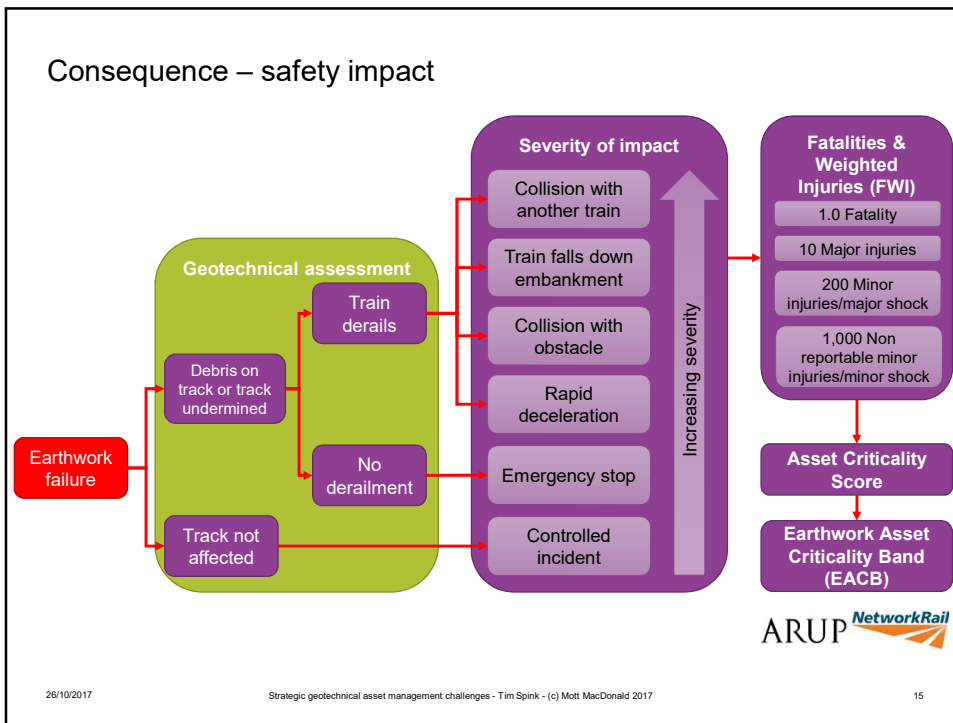 Consequence – safety impact
Earthwork
failure
Geotechnical assessment
Debris on
track or track
undermined
Track not
affected
Train
derails
No
derailment
Severity of impact
Collision with
another train
Train falls down
embankment
Collision with
obstacle
Rapid
deceleration
Emergency stop
Controlled
incident
Increasing severity
Fatalities &
Weighted
Injuries (FWI)
1.0 Fatality
10 Major injuries
200 Minor
injuries/major shock
1,000 Non
reportable minor
injuries/minor shock
Asset Criticality
Score
Earthwork Asset
Criticality Band
(EACB)
ARUP
NetworkRail
26/10/2017
Strategic geotechnical asset management challenges - Tim Spink - (c) Mott MacDonald 2017
15